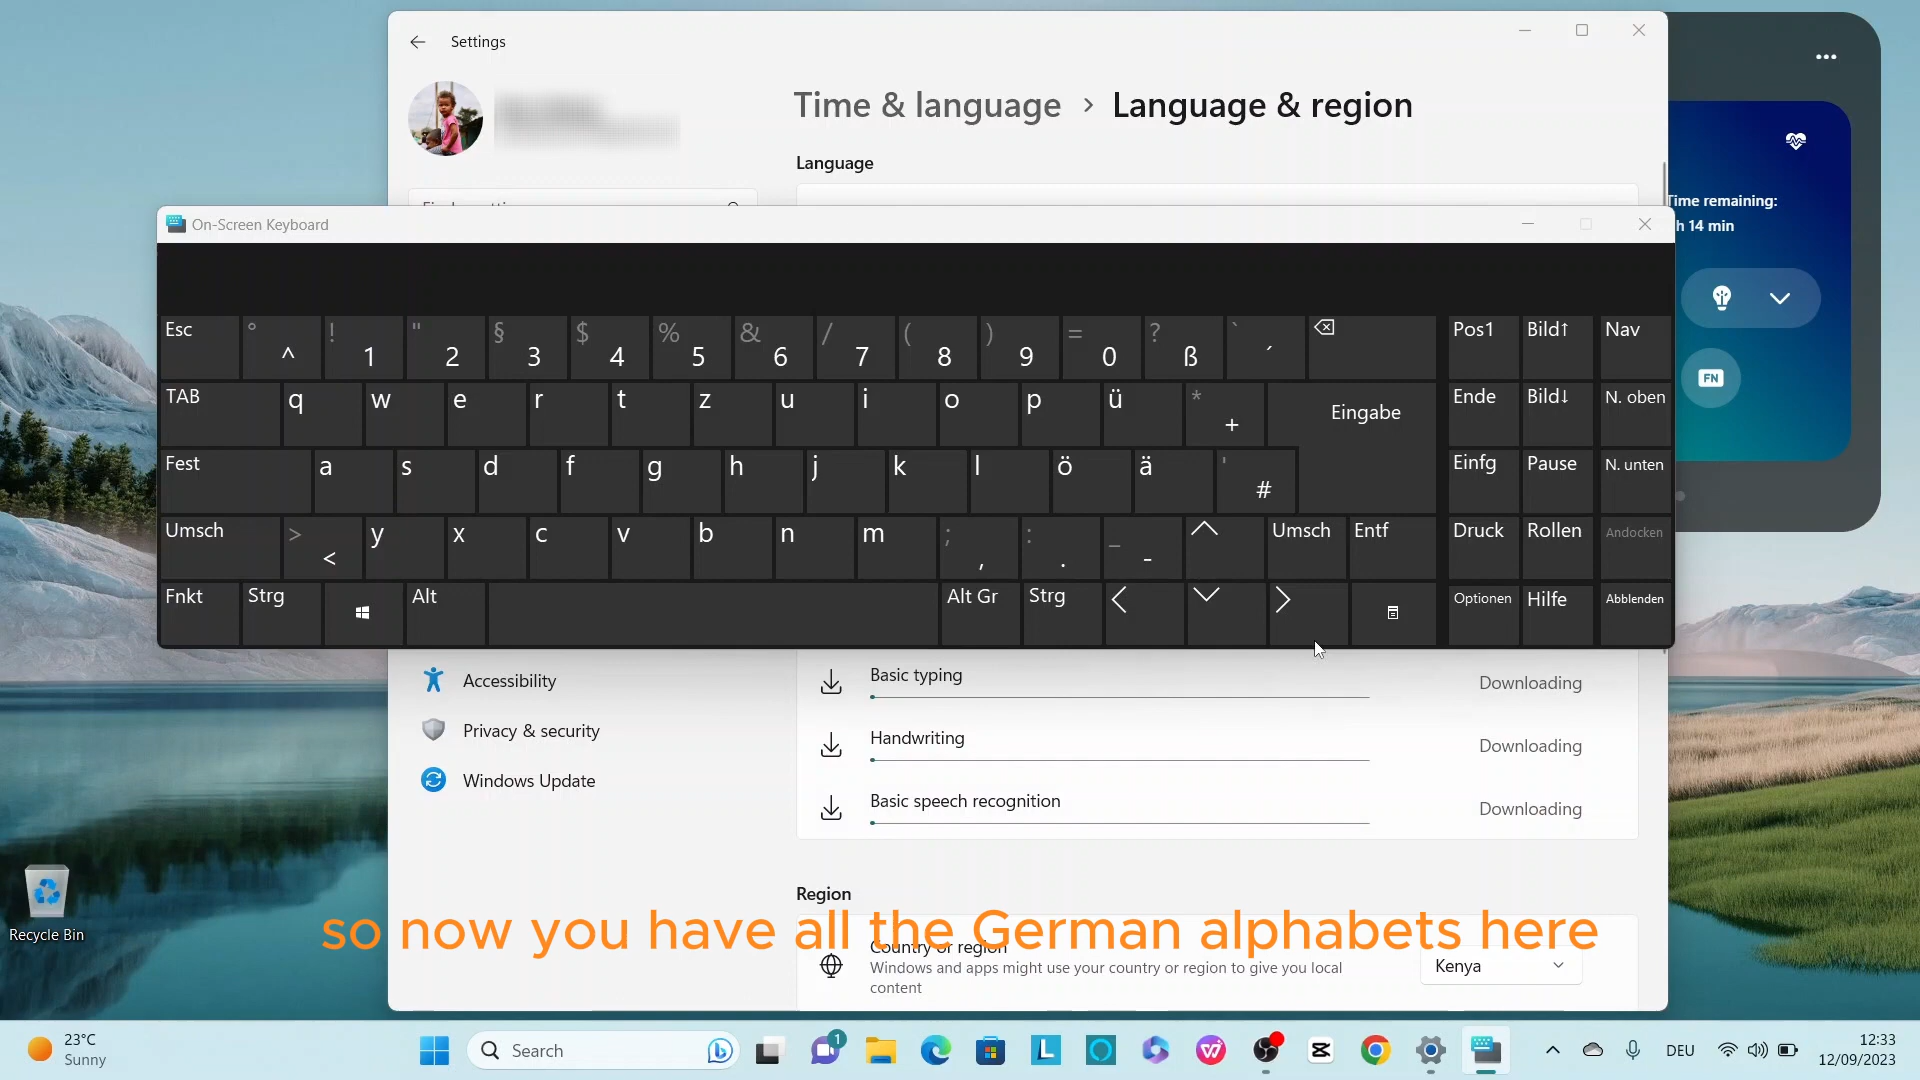 Settings
Time & language > Language & region
Language
Time remaining:
h 14 min
On-Screen Keyboard
Esc ° ^ ! 1 " 2 § 3 $ 4 % 5 & 6 / 7 ( 8 ) 9 = 0 ? ß ` ´ Pos1 Bild↑ Nav
FN
TAB q w e r t z u i o p ü * + Eingabe Ende Bild↓ N. oben
Fest a s d f g h j k l ö ä ' # Einfg Pause N. unten
Umsch > < y x c v b n m ; , : . _ - Umsch Entf Druck Rollen Andocken
Fnkt Strg Alt Alt Gr Strg Optionen Hilfe Abblenden
Accessibility
Privacy & security
Windows Update
Basic typing Downloading
Handwriting Downloading
Basic speech recognition Downloading
Region
so now you have all the German alphabets here
Country or region
Windows and apps might use your country or region to give you local
content
Kenya
Recycle Bin
23°C
Sunny
Search
1
L
DEU
12:33
12/09/2023